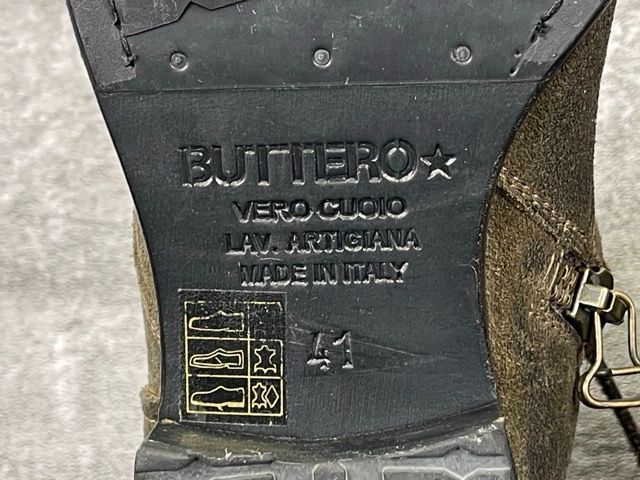 BUTTERO★
VERO CUOIO
LAV. ARTIGIANA
MADE IN ITALY
41